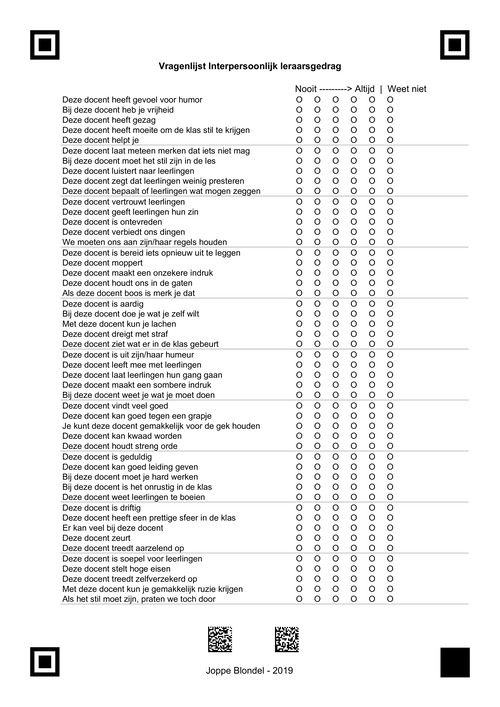 Vragenlijst Interpersoonlijk leraarsgedrag
Nooit ---------> Altijd | Weet niet
Deze docent heeft gevoel voor humor O O O O O O
Bij deze docent heb je vrijheid O O O O O O
Deze docent heeft gezag O O O O O O
Deze docent heeft moeite om de klas stil te krijgen O O O O O O
Deze docent helpt je O O O O O O
Deze docent laat meteen merken dat iets niet mag O O O O O O
Bij deze docent moet het stil zijn in de les O O O O O O
Deze docent luistert naar leerlingen O O O O O O
Deze docent zegt dat leerlingen weinig presteren O O O O O O
Deze docent bepaalt of leerlingen wat mogen zeggen O O O O O O
Deze docent vertrouwt leerlingen O O O O O O
Deze docent geeft leerlingen hun zin O O O O O O
Deze docent is ontevreden O O O O O O
Deze docent verbiedt ons dingen O O O O O O
We moeten ons aan zijn/haar regels houden O O O O O O
Deze docent is bereid iets opnieuw uit te leggen O O O O O O
Deze docent moppert O O O O O O
Deze docent maakt een onzekere indruk O O O O O O
Deze docent houdt ons in de gaten O O O O O O
Als deze docent boos is merk je dat O O O O O O
Deze docent is aardig O O O O O O
Bij deze docent doe je wat je zelf wilt O O O O O O
Met deze docent kun je lachen O O O O O O
Deze docent dreigt met straf O O O O O O
Deze docent ziet wat er in de klas gebeurt O O O O O O
Deze docent is uit zijn/haar humeur O O O O O O
Deze docent leeft mee met leerlingen O O O O O O
Deze docent laat leerlingen hun gang gaan O O O O O O
Deze docent maakt een sombere indruk O O O O O O
Bij deze docent weet je wat je moet doen O O O O O O
Deze docent vindt veel goed O O O O O O
Deze docent kan goed tegen een grapje O O O O O O
Je kunt deze docent gemakkelijk voor de gek houden O O O O O O
Deze docent kan kwaad worden O O O O O O
Deze docent houdt streng orde O O O O O O
Deze docent is geduldig O O O O O O
Deze docent kan goed leiding geven O O O O O O
Bij deze docent moet je hard werken O O O O O O
Bij deze docent is het onrustig in de klas O O O O O O
Deze docent weet leerlingen te boeien O O O O O O
Deze docent is driftig O O O O O O
Deze docent heeft een prettige sfeer in de klas O O O O O O
Er kan veel bij deze docent O O O O O O
Deze docent zeurt O O O O O O
Deze docent treedt aarzelend op O O O O O O
Deze docent is soepel voor leerlingen O O O O O O
Deze docent stelt hoge eisen O O O O O O
Deze docent treedt zelfverzekerd op O O O O O O
Met deze docent kun je gemakkelijk ruzie krijgen O O O O O O
Als het stil moet zijn, praten we toch door O O O O O O
Joppe Blondel - 2019